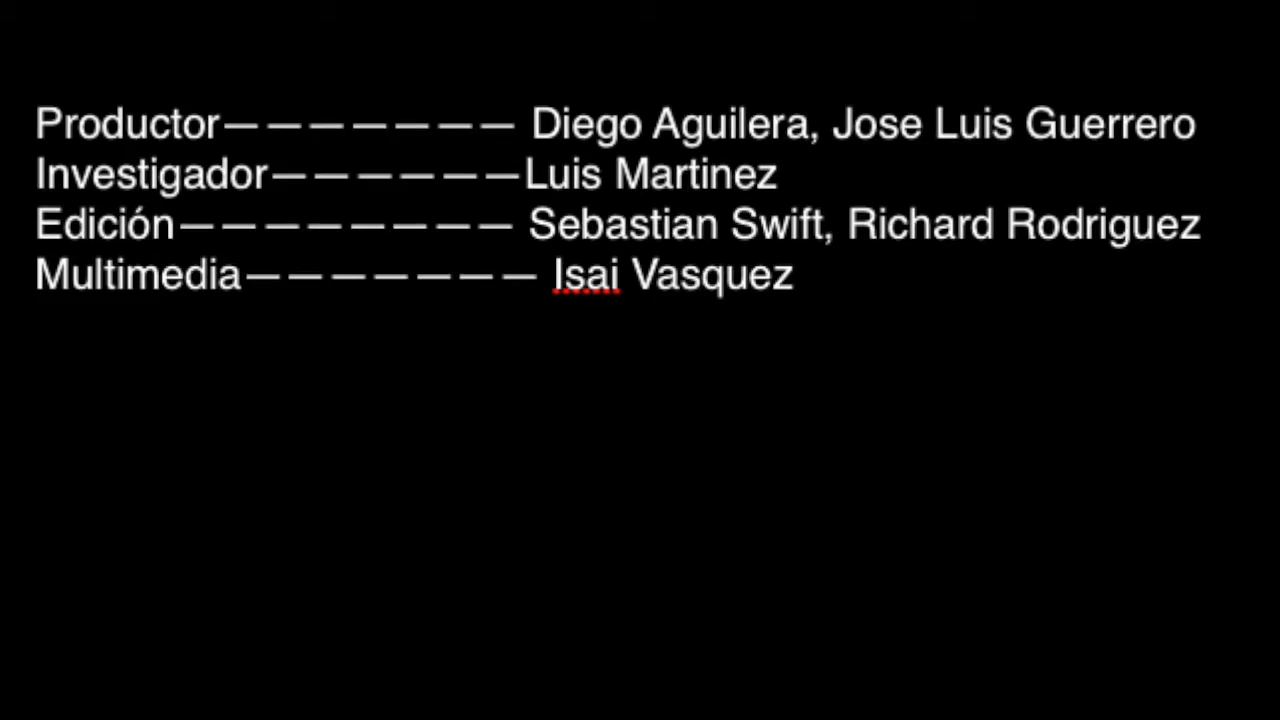 Productor——————— Diego Aguilera, Jose Luis Guerrero
Investigador——————Luis Martinez
Edición———————— Sebastian Swift, Richard Rodriguez
Multimedia——————— Isai Vasquez